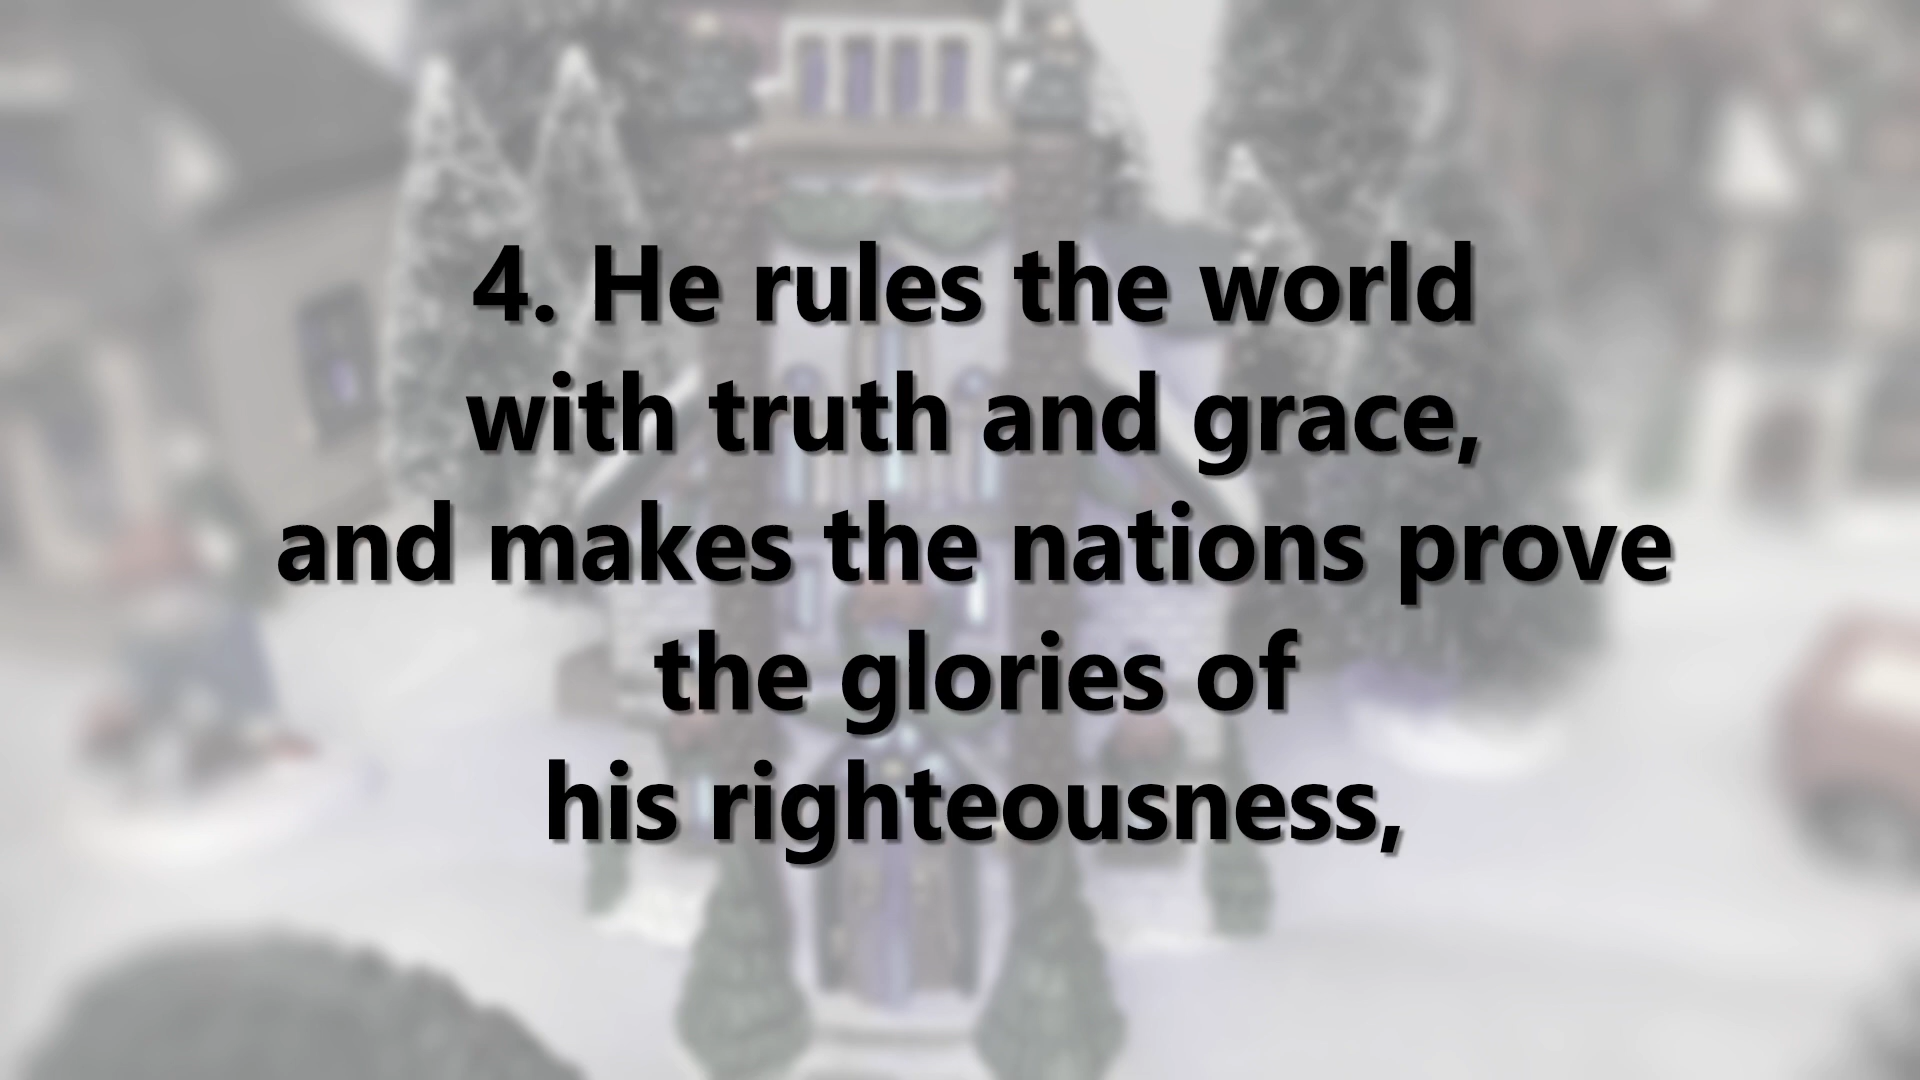 4. He rules the world
with truth and grace,
and makes the nations prove
the glories of
his righteousness,